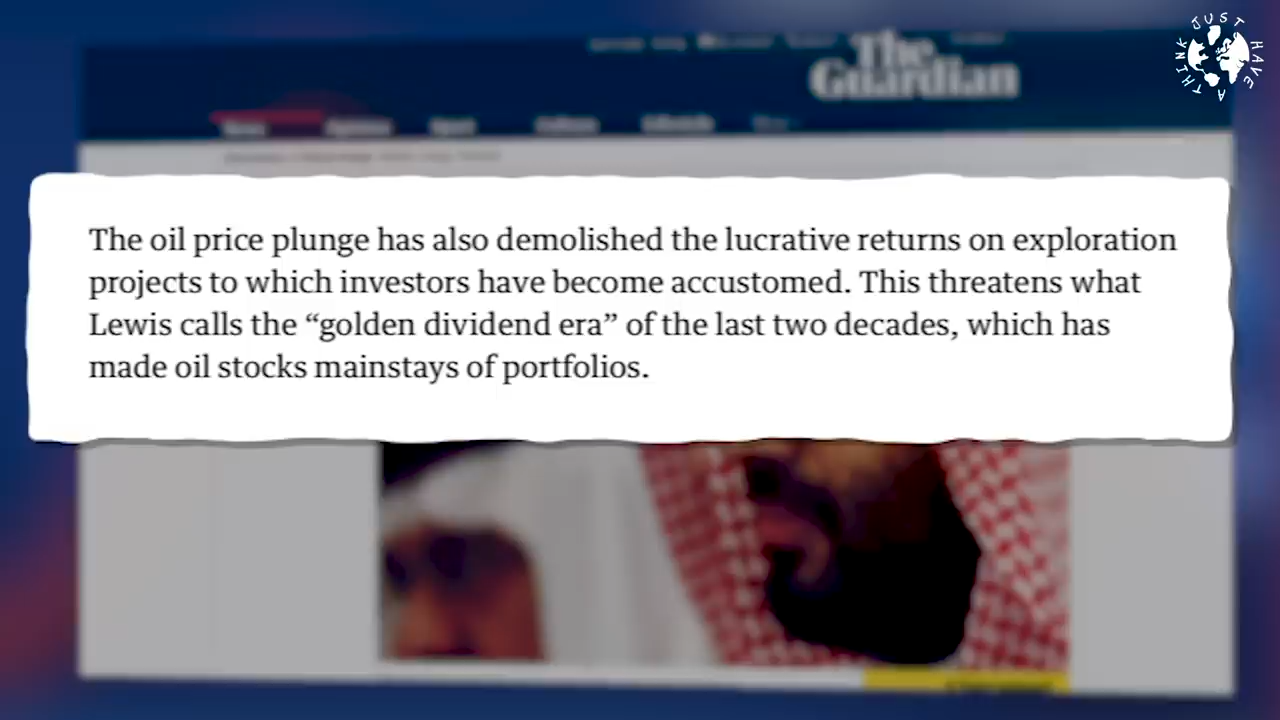 JUST HAVE A THINK
The
Guardian
The oil price plunge has also demolished the lucrative returns on exploration
projects to which investors have become accustomed. This threatens what
Lewis calls the “golden dividend era” of the last two decades, which has
made oil stocks mainstays of portfolios.